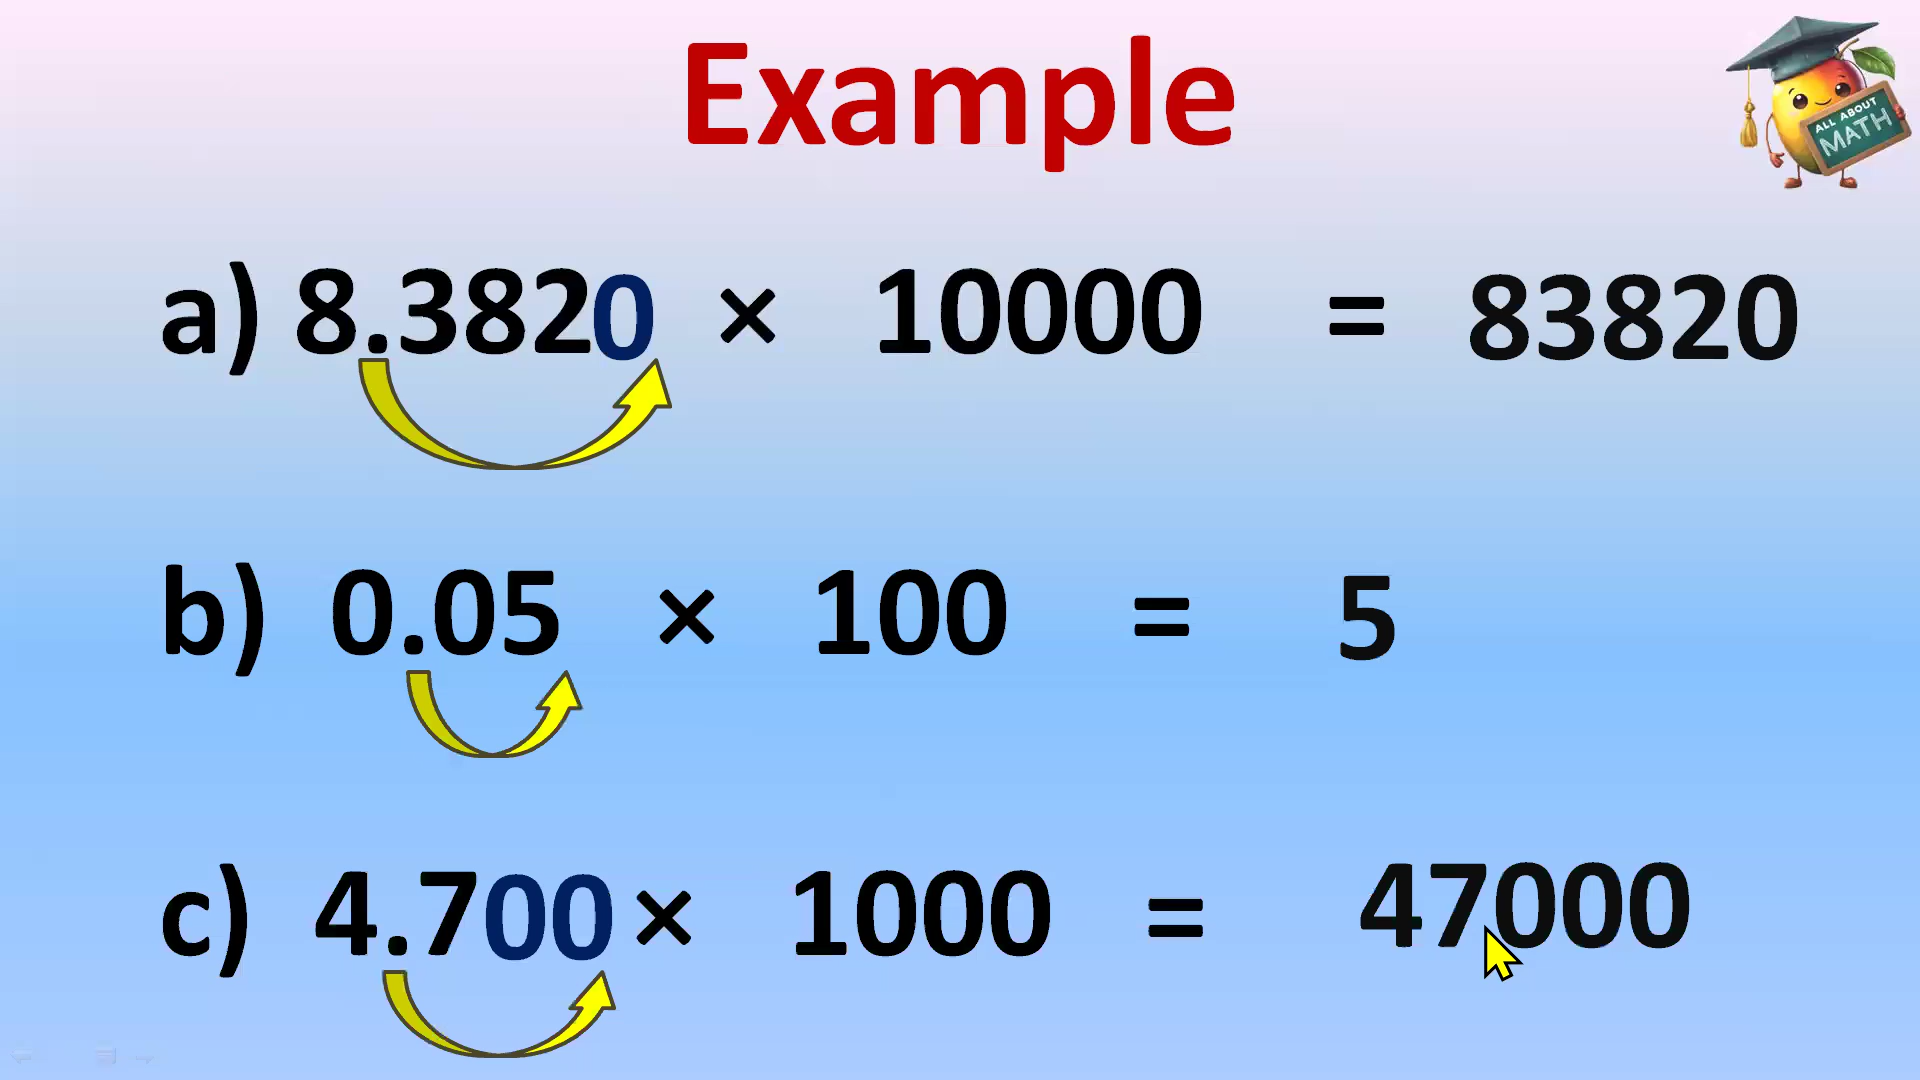 Example
ALL ABOUT
MATH
a) 8.3820 × 10000 = 83820
b) 0.05 × 100 = 5
c) 4.700 × 1000 = 47000